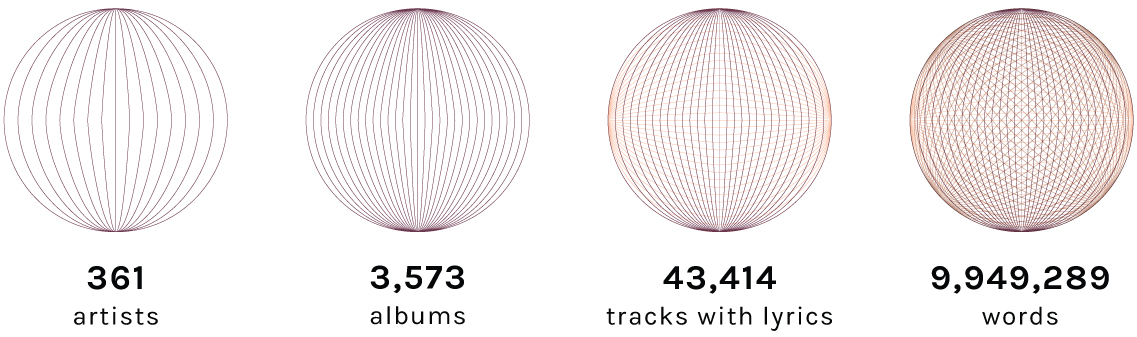 361
artists
3,573
albums
43,414
tracks with lyrics
9,949,289
words